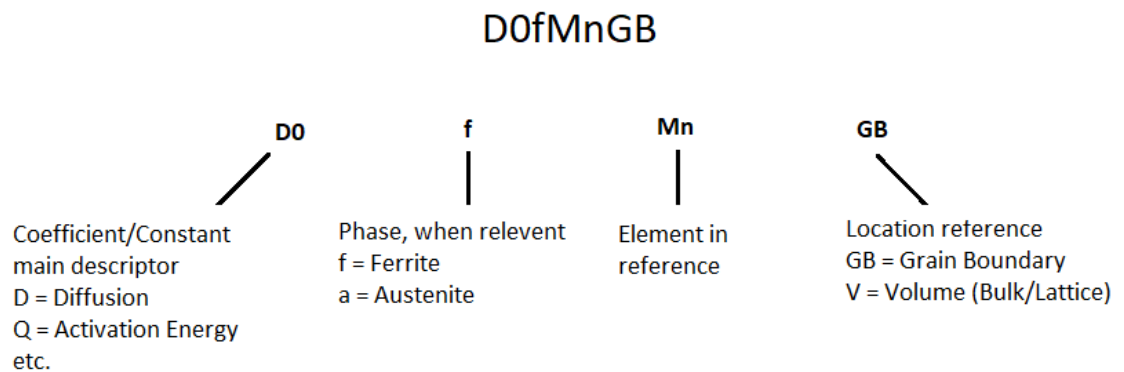 D0fMnGB
D0
f
Mn
GB
Coefficient/Constant
main descriptor
D = Diffusion
Q = Activation Energy
etc.
Phase, when relevent
f = Ferrite
a = Austenite
Element in
reference
Location reference
GB = Grain Boundary
V = Volume (Bulk/Lattice)